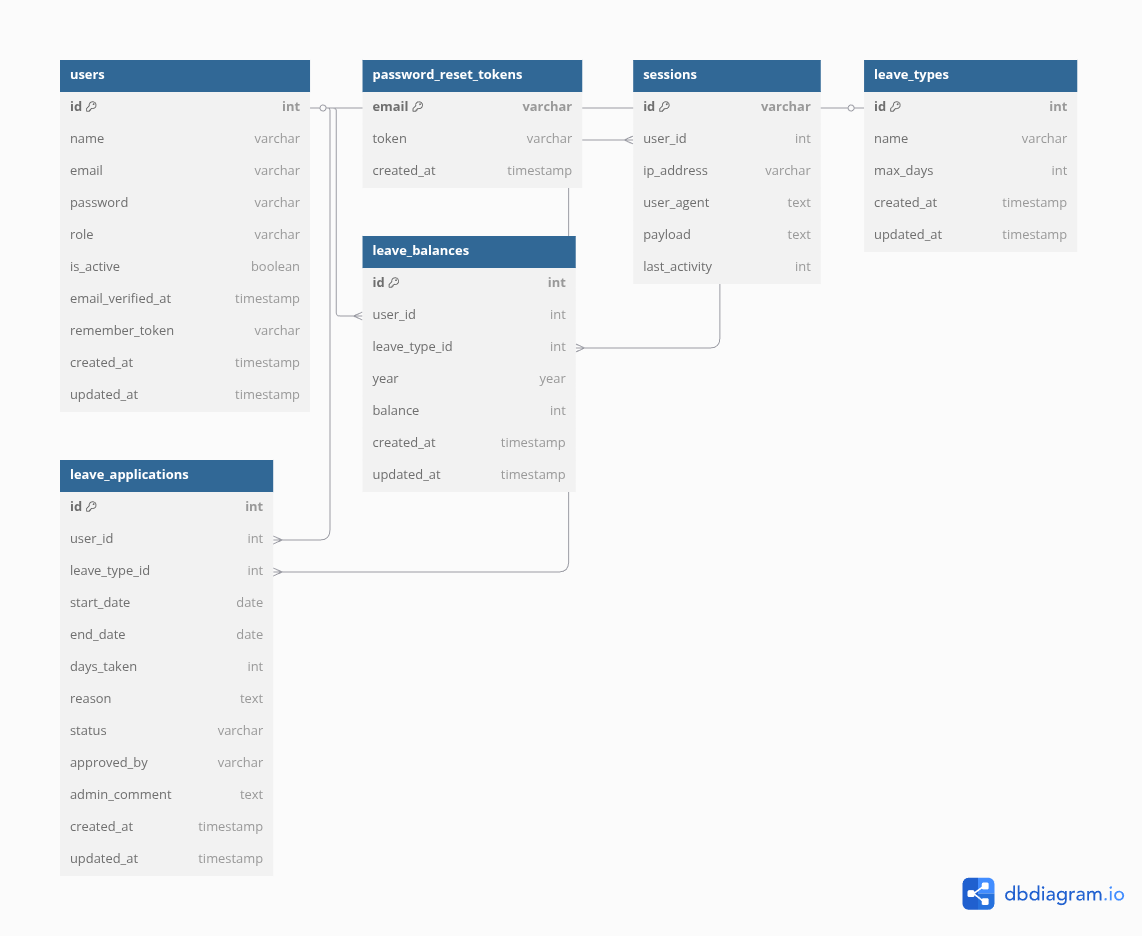 users
id int
name varchar
email varchar
password varchar
role varchar
is_active boolean
email_verified_at timestamp
remember_token varchar
created_at timestamp
updated_at timestamp
password_reset_tokens
email varchar
token varchar
created_at timestamp
sessions
id varchar
user_id int
ip_address varchar
user_agent text
payload text
last_activity int
leave_types
id int
name varchar
max_days int
created_at timestamp
updated_at timestamp
leave_balances
id int
user_id int
leave_type_id int
year year
balance int
created_at timestamp
updated_at timestamp
leave_applications
id int
user_id int
leave_type_id int
start_date date
end_date date
days_taken int
reason text
status varchar
approved_by varchar
admin_comment text
created_at timestamp
updated_at timestamp
dbdiagram.io